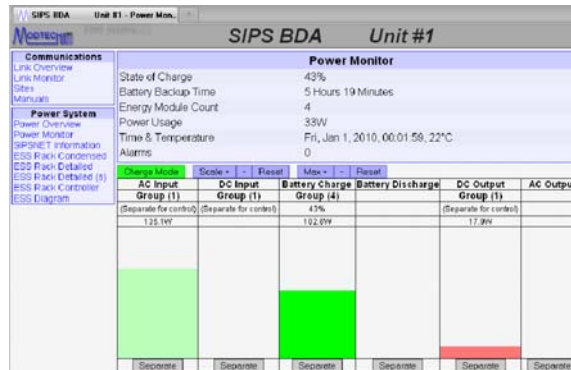 SIPS BDA Unit #1 - Power Mon..
MODTECH
SIPS BDA Unit #1
Communications
Link Overview
Link Monitor
Sites
Manuals
Power System
Power Overview
Power Monitor
SIPSNET Information
ESS Rack Condensed
ESS Rack Detailed
ESS Rack Detailed (8)
ESS Rack Controller
ESS Diagram
Power Monitor
State of Charge 43%
Battery Backup Time 5 Hours 19 Minutes
Energy Module Count 4
Power Usage 33W
Time & Temperature Fri, Jan 1, 2010, 00:01:59, 22°C
Alarms 0
Charge Mode Scale + - Reset Max + - Reset
AC Input DC Input Battery Charge Battery Discharge DC Output AC Output
Group (1) Group (1) Group (4) Group (1)
(Separate for control) (Separate for control) 43% (Separate for control)
135.1W 102.0W 17.9W
Separate Separate Separate Separate Separate Separate